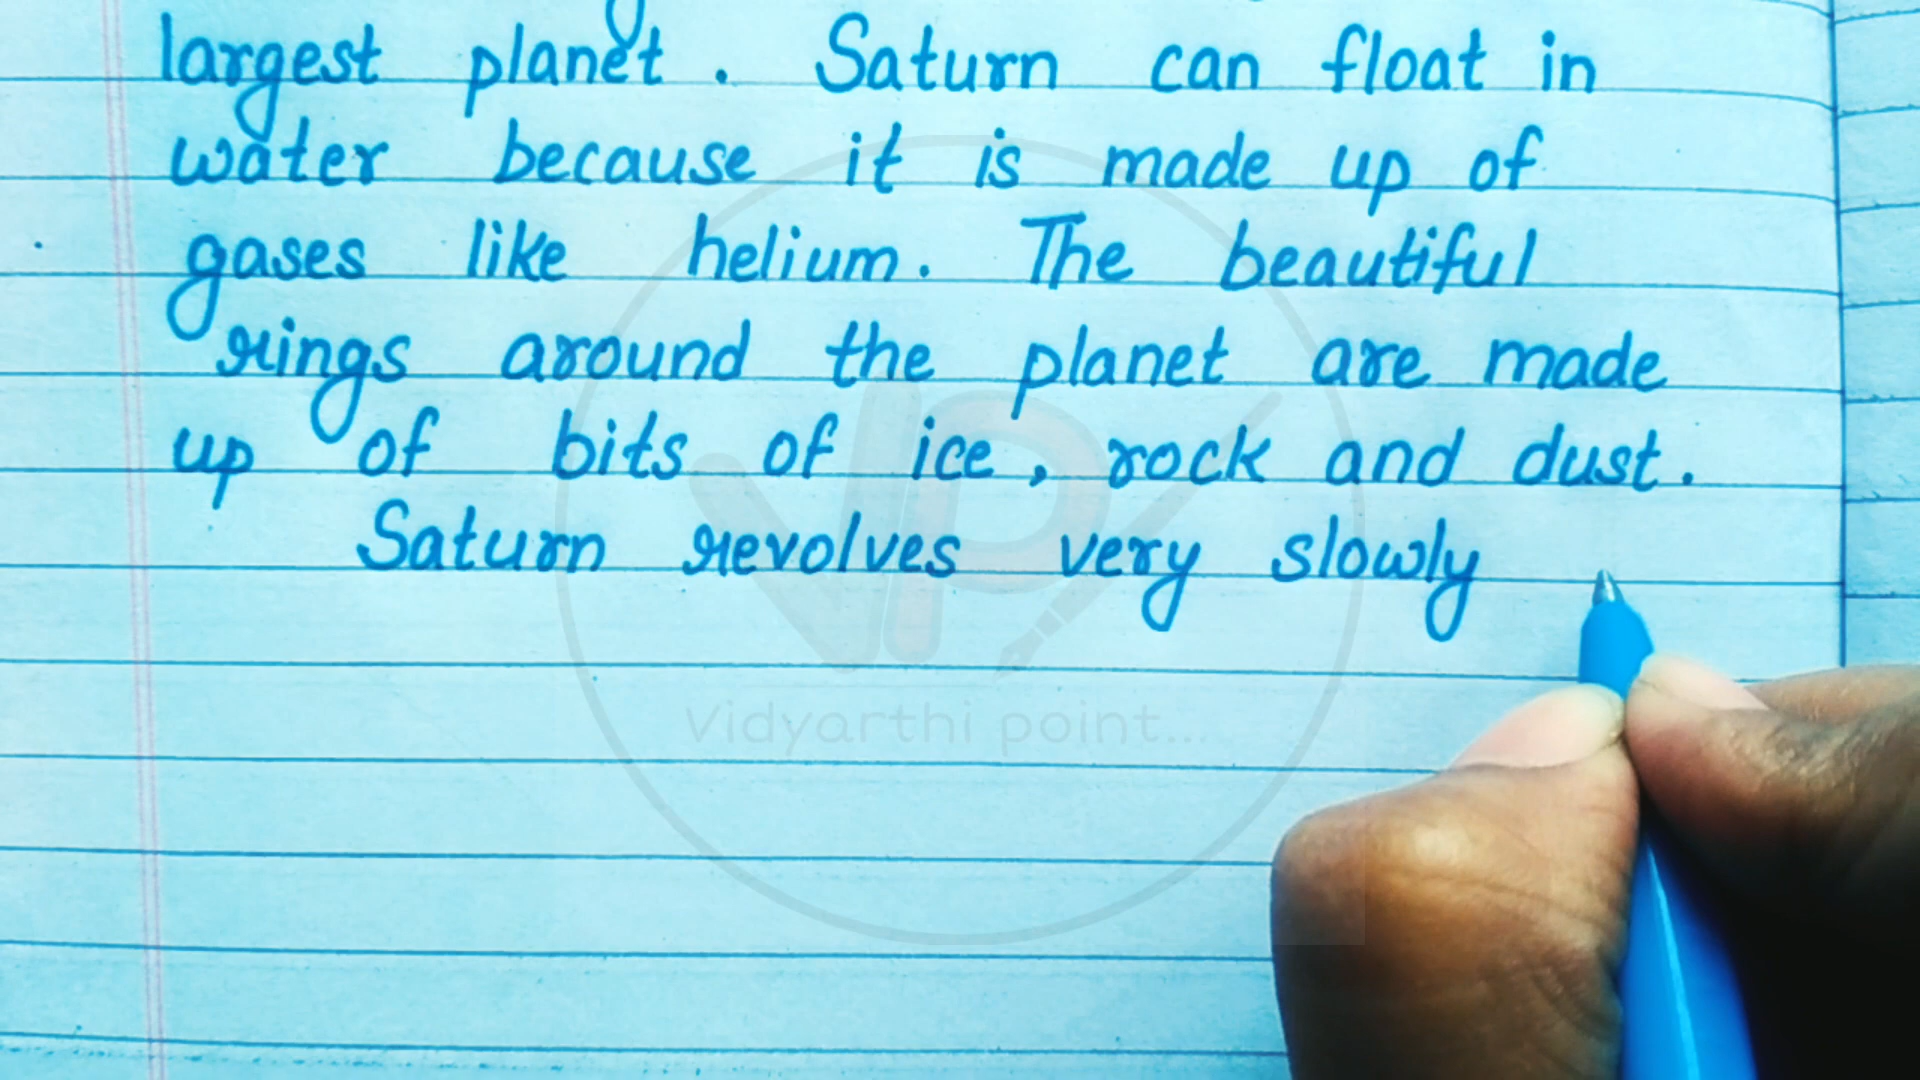 largest planet. Saturn can float in
water because it is made up of
gases like helium. The beautiful
rings around the planet are made
up of bits of ice, rock and dust.
Saturn revolves very slowly
VP
Vidyarthi point...